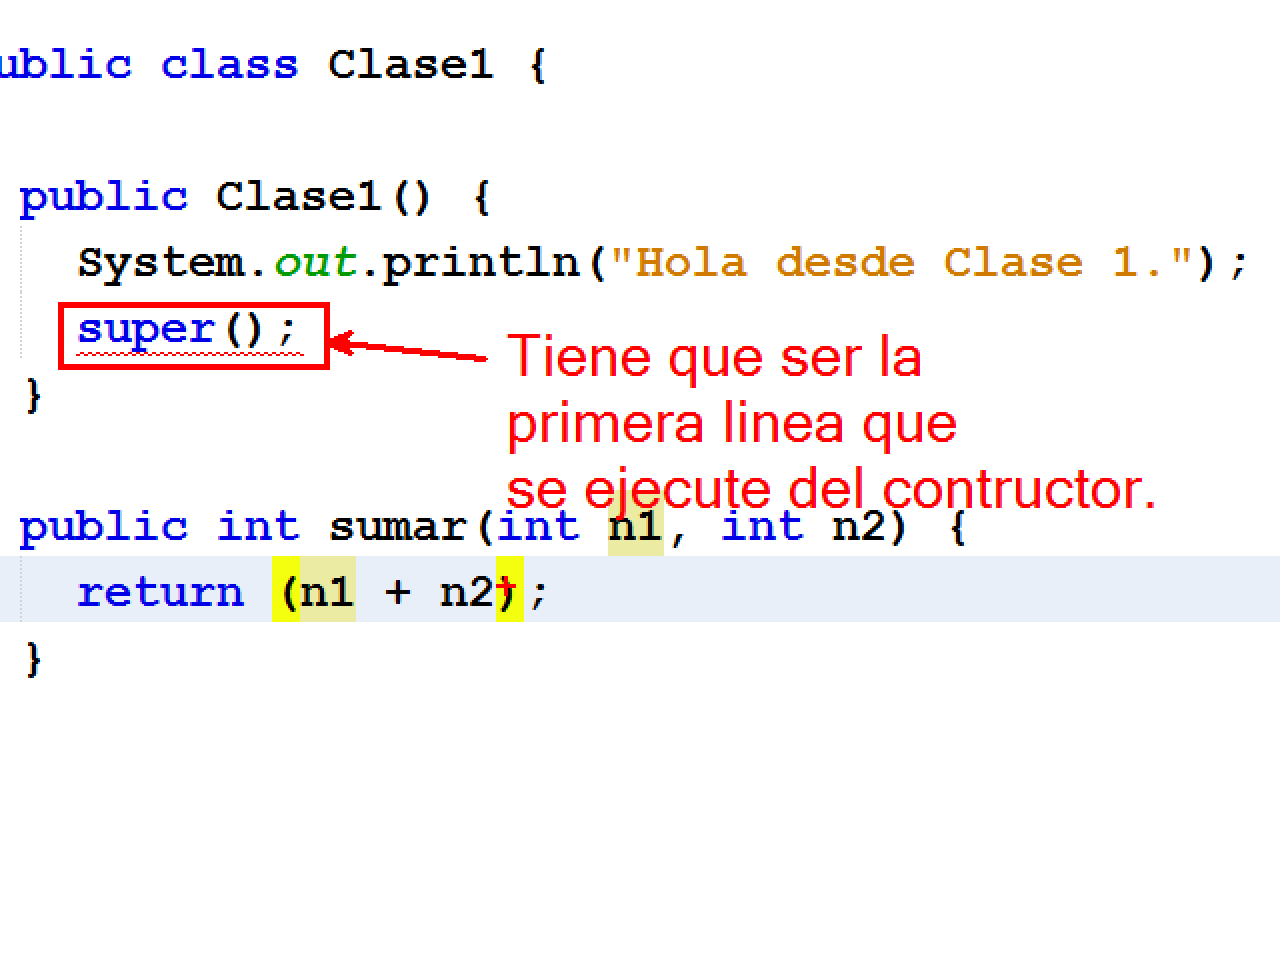 ublic class Clase1 {
public Clase1() {
System.out.println("Hola desde Clase 1.");
super();
Tiene que ser la
primera linea que
se ejecute del contructor.
}
public int sumar(int n1, int n2) {
return (n1 + n2);
}